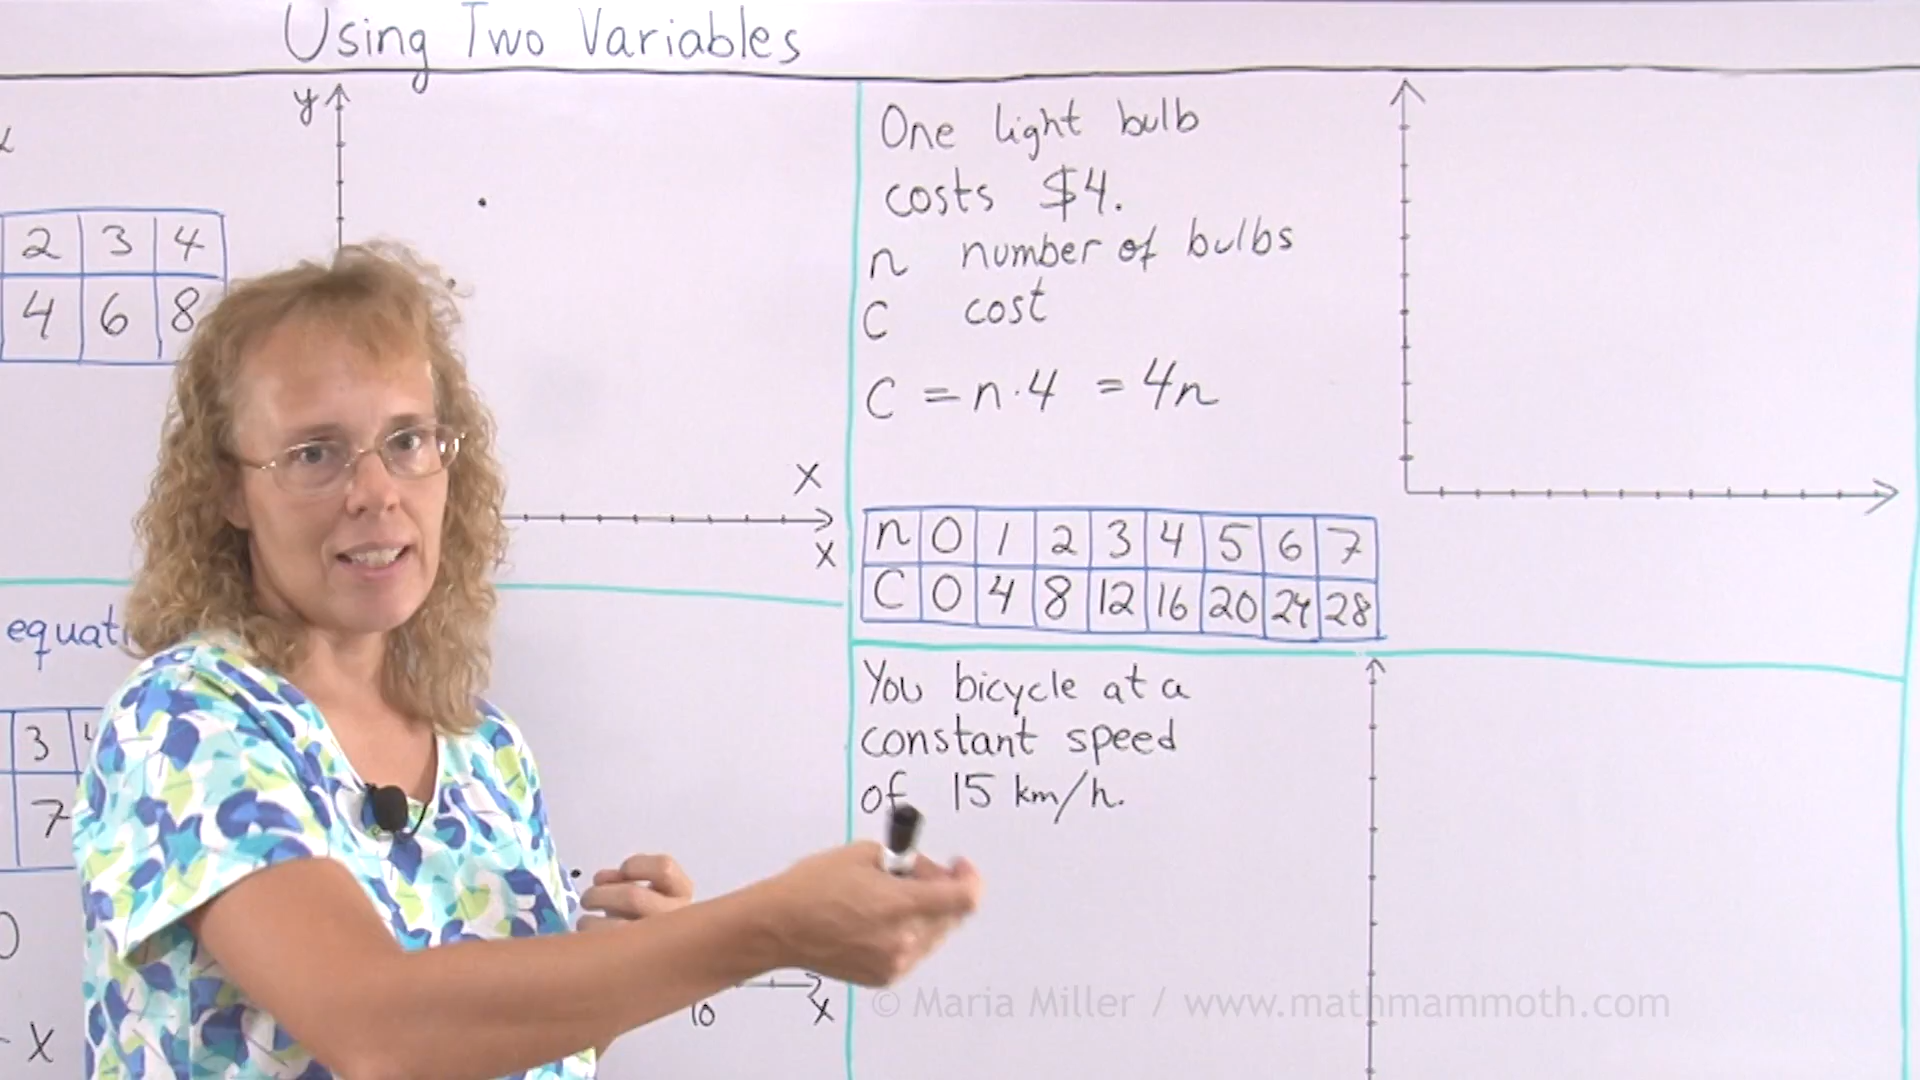 Using Two Variables
y
2 3 4
4 6 8
X
X
One light bulb
costs $4.
n number of bulbs
C cost
C = n·4 = 4n
n 0 1 2 3 4 5 6 7
C 0 4 8 12 16 20 24 28
3
7
10
X
X
You bicycle at a
constant speed
of 15 km/h.
© Maria Miller / www.mathmammoth.com